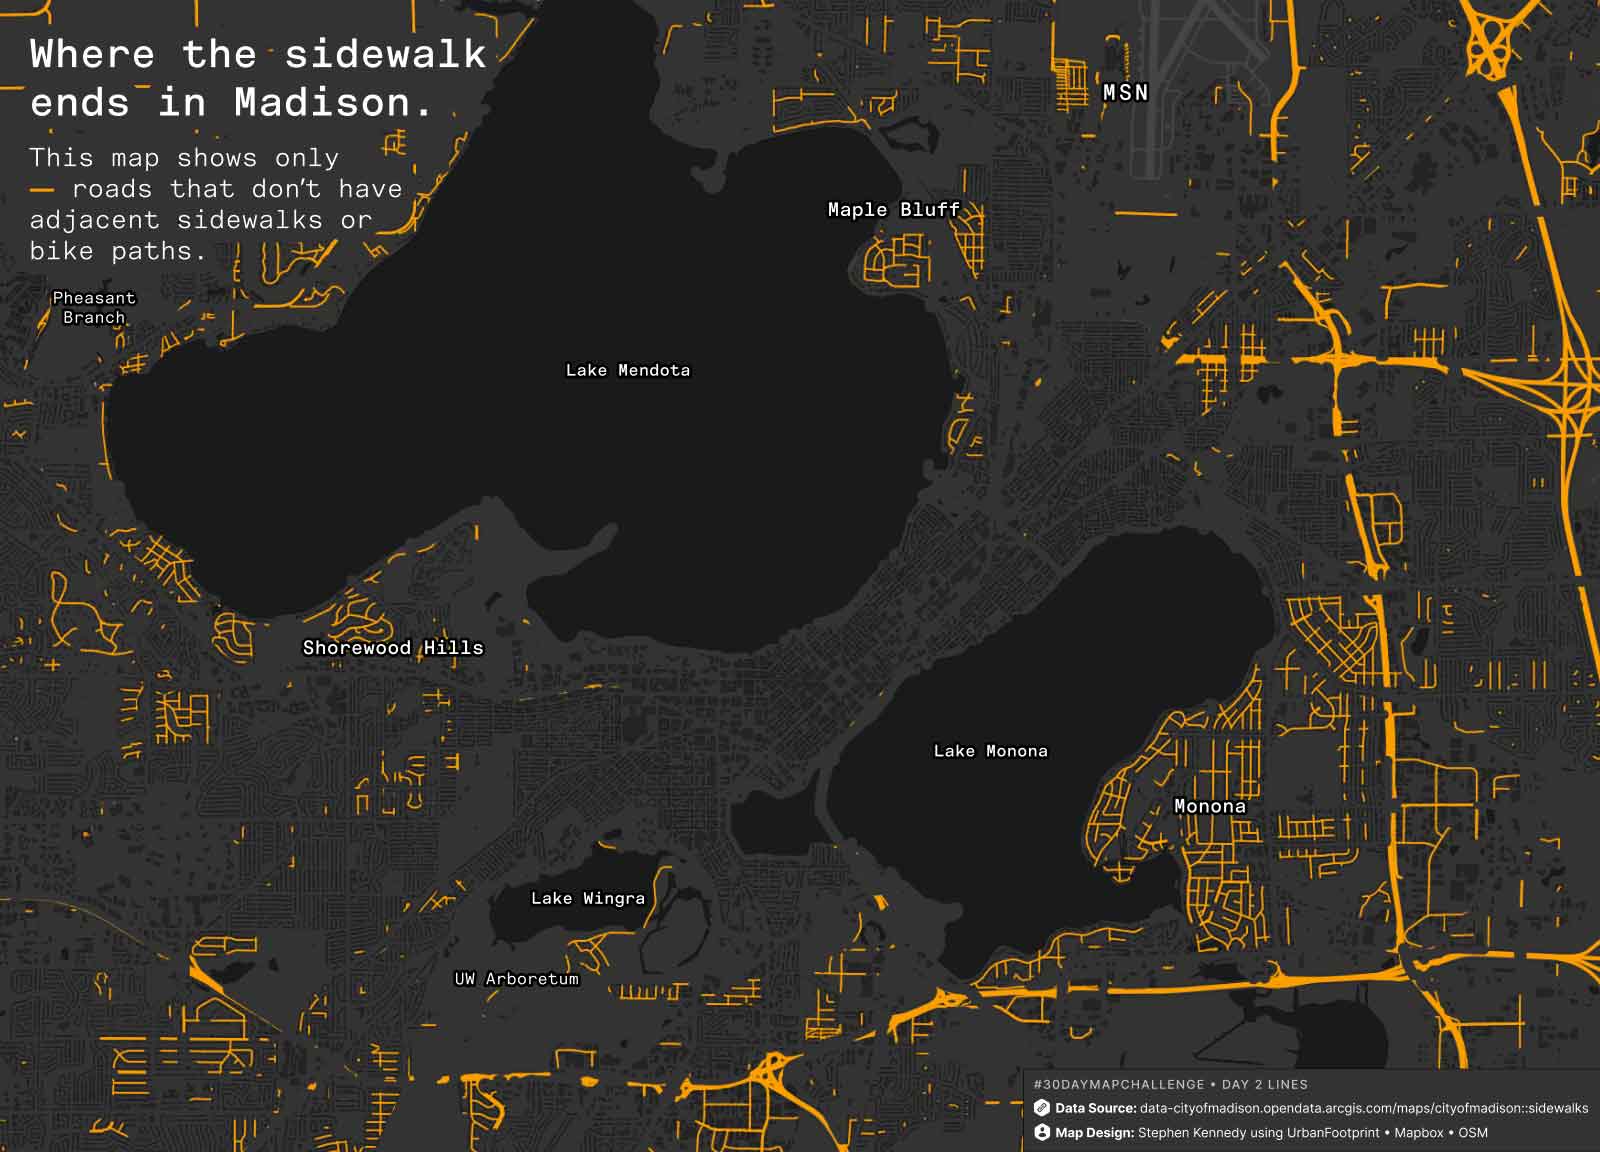 Where the sidewalk
ends in Madison.
This map shows only
roads that don't have
adjacent sidewalks or
bike paths.
MSN
Maple Bluff
Pheasant
Branch
Lake Mendota
Shorewood Hills
Lake Monona
Monona
Lake Wingra
UW Arboretum
#30DAYMAPCHALLENGE • DAY 2 LINES
Data Source: data-cityofmadison.opendata.arcgis.com/maps/cityofmadison::sidewalks
Map Design: Stephen Kennedy using UrbanFootprint • Mapbox • OSM